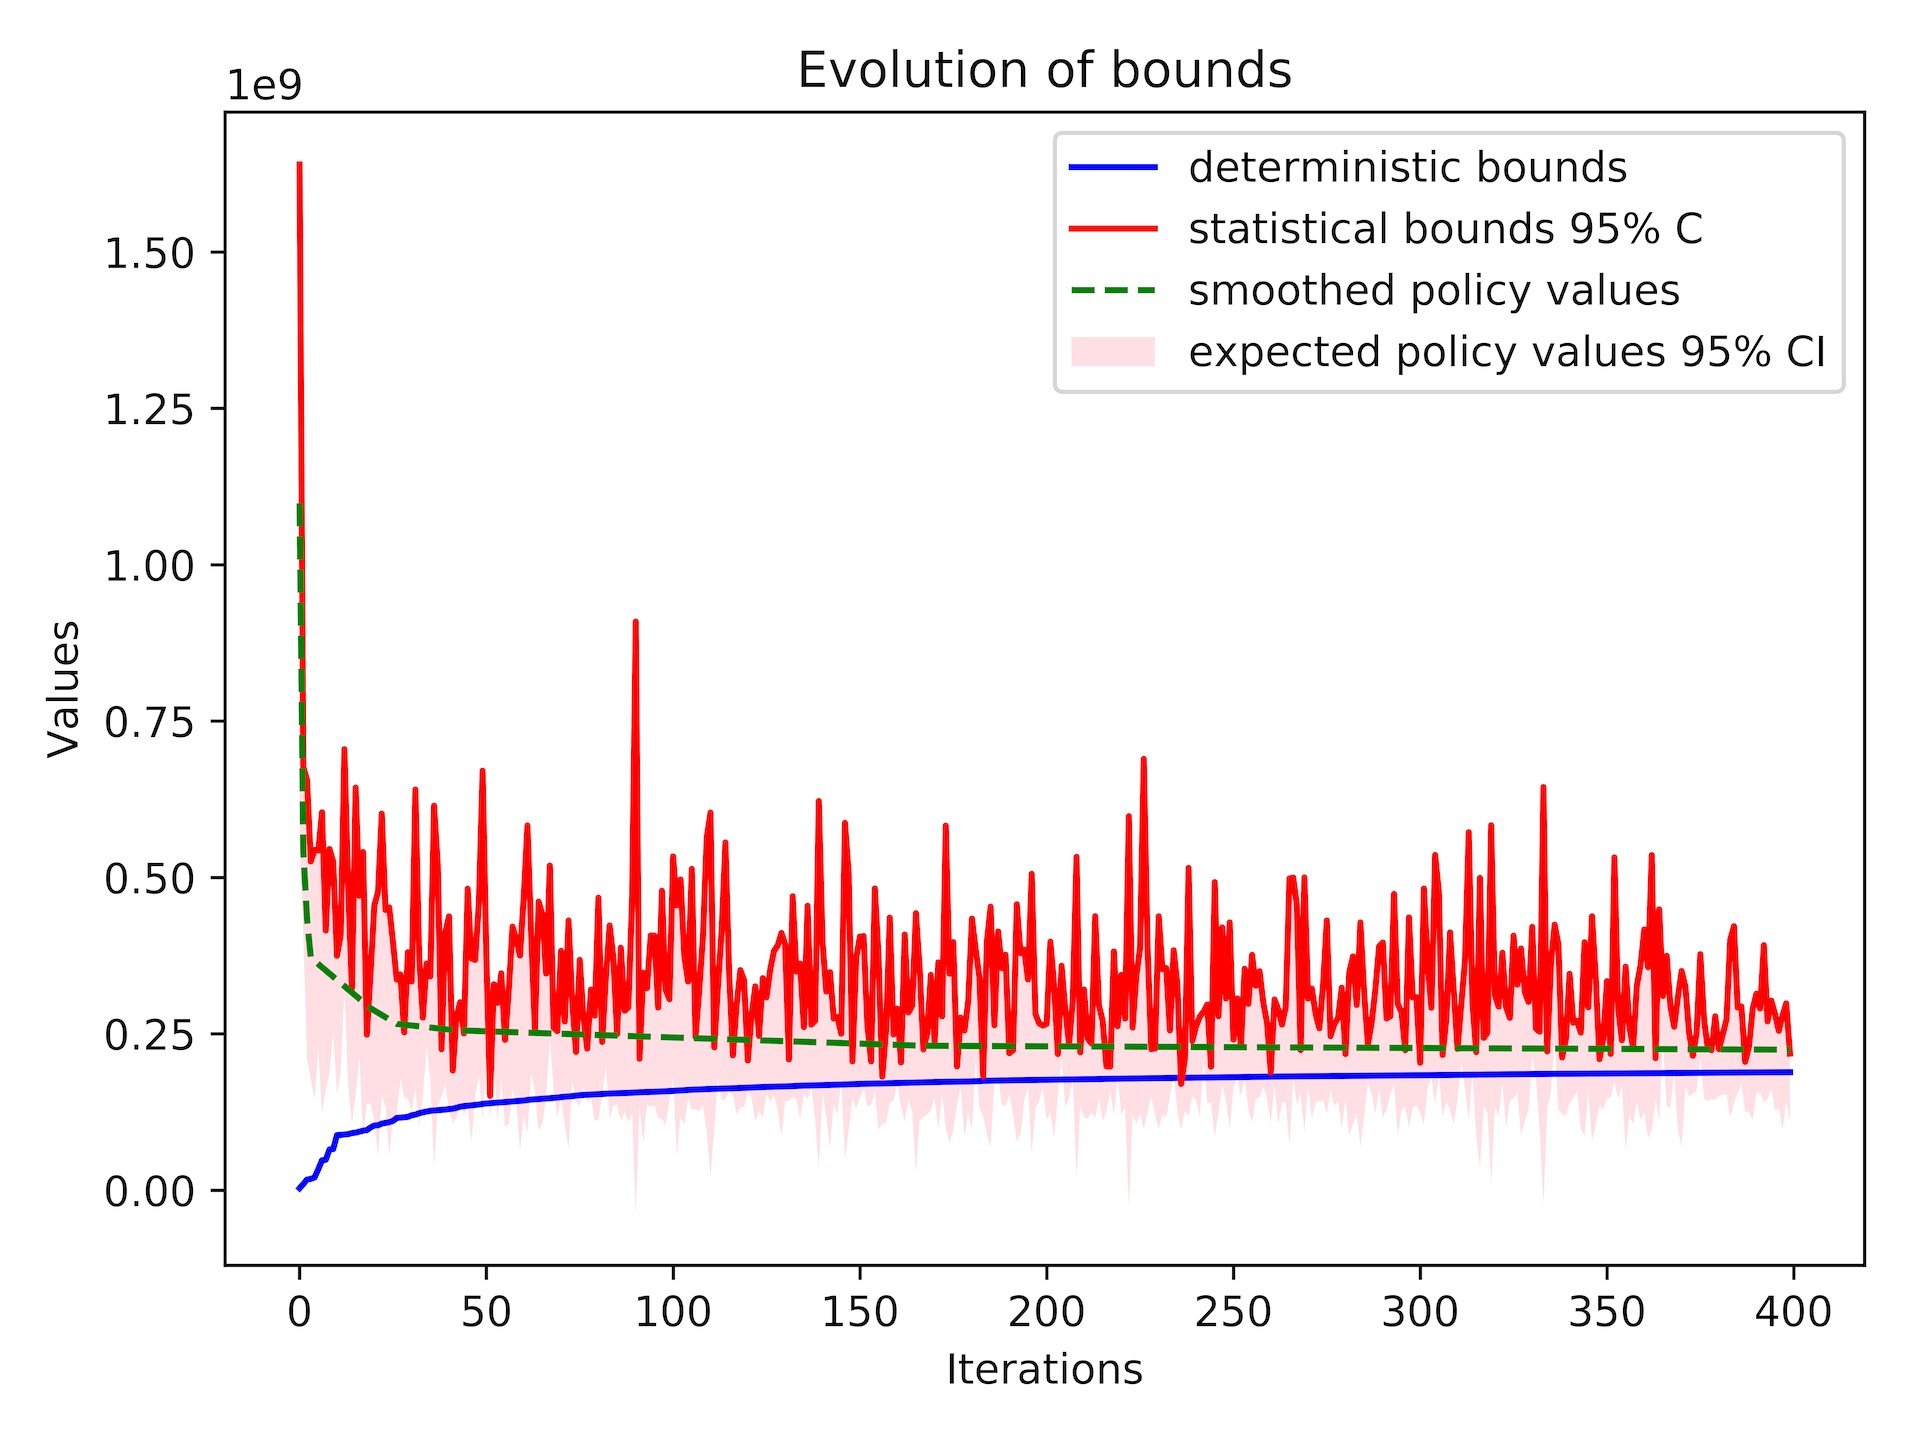 Evolution of bounds
1e9
deterministic bounds
statistical bounds 95% C
smoothed policy values
expected policy values 95% CI
1.50
1.25
1.00
0.75
0.50
0.25
0.00
Values
0 50 100 150 200 250 300 350 400
Iterations